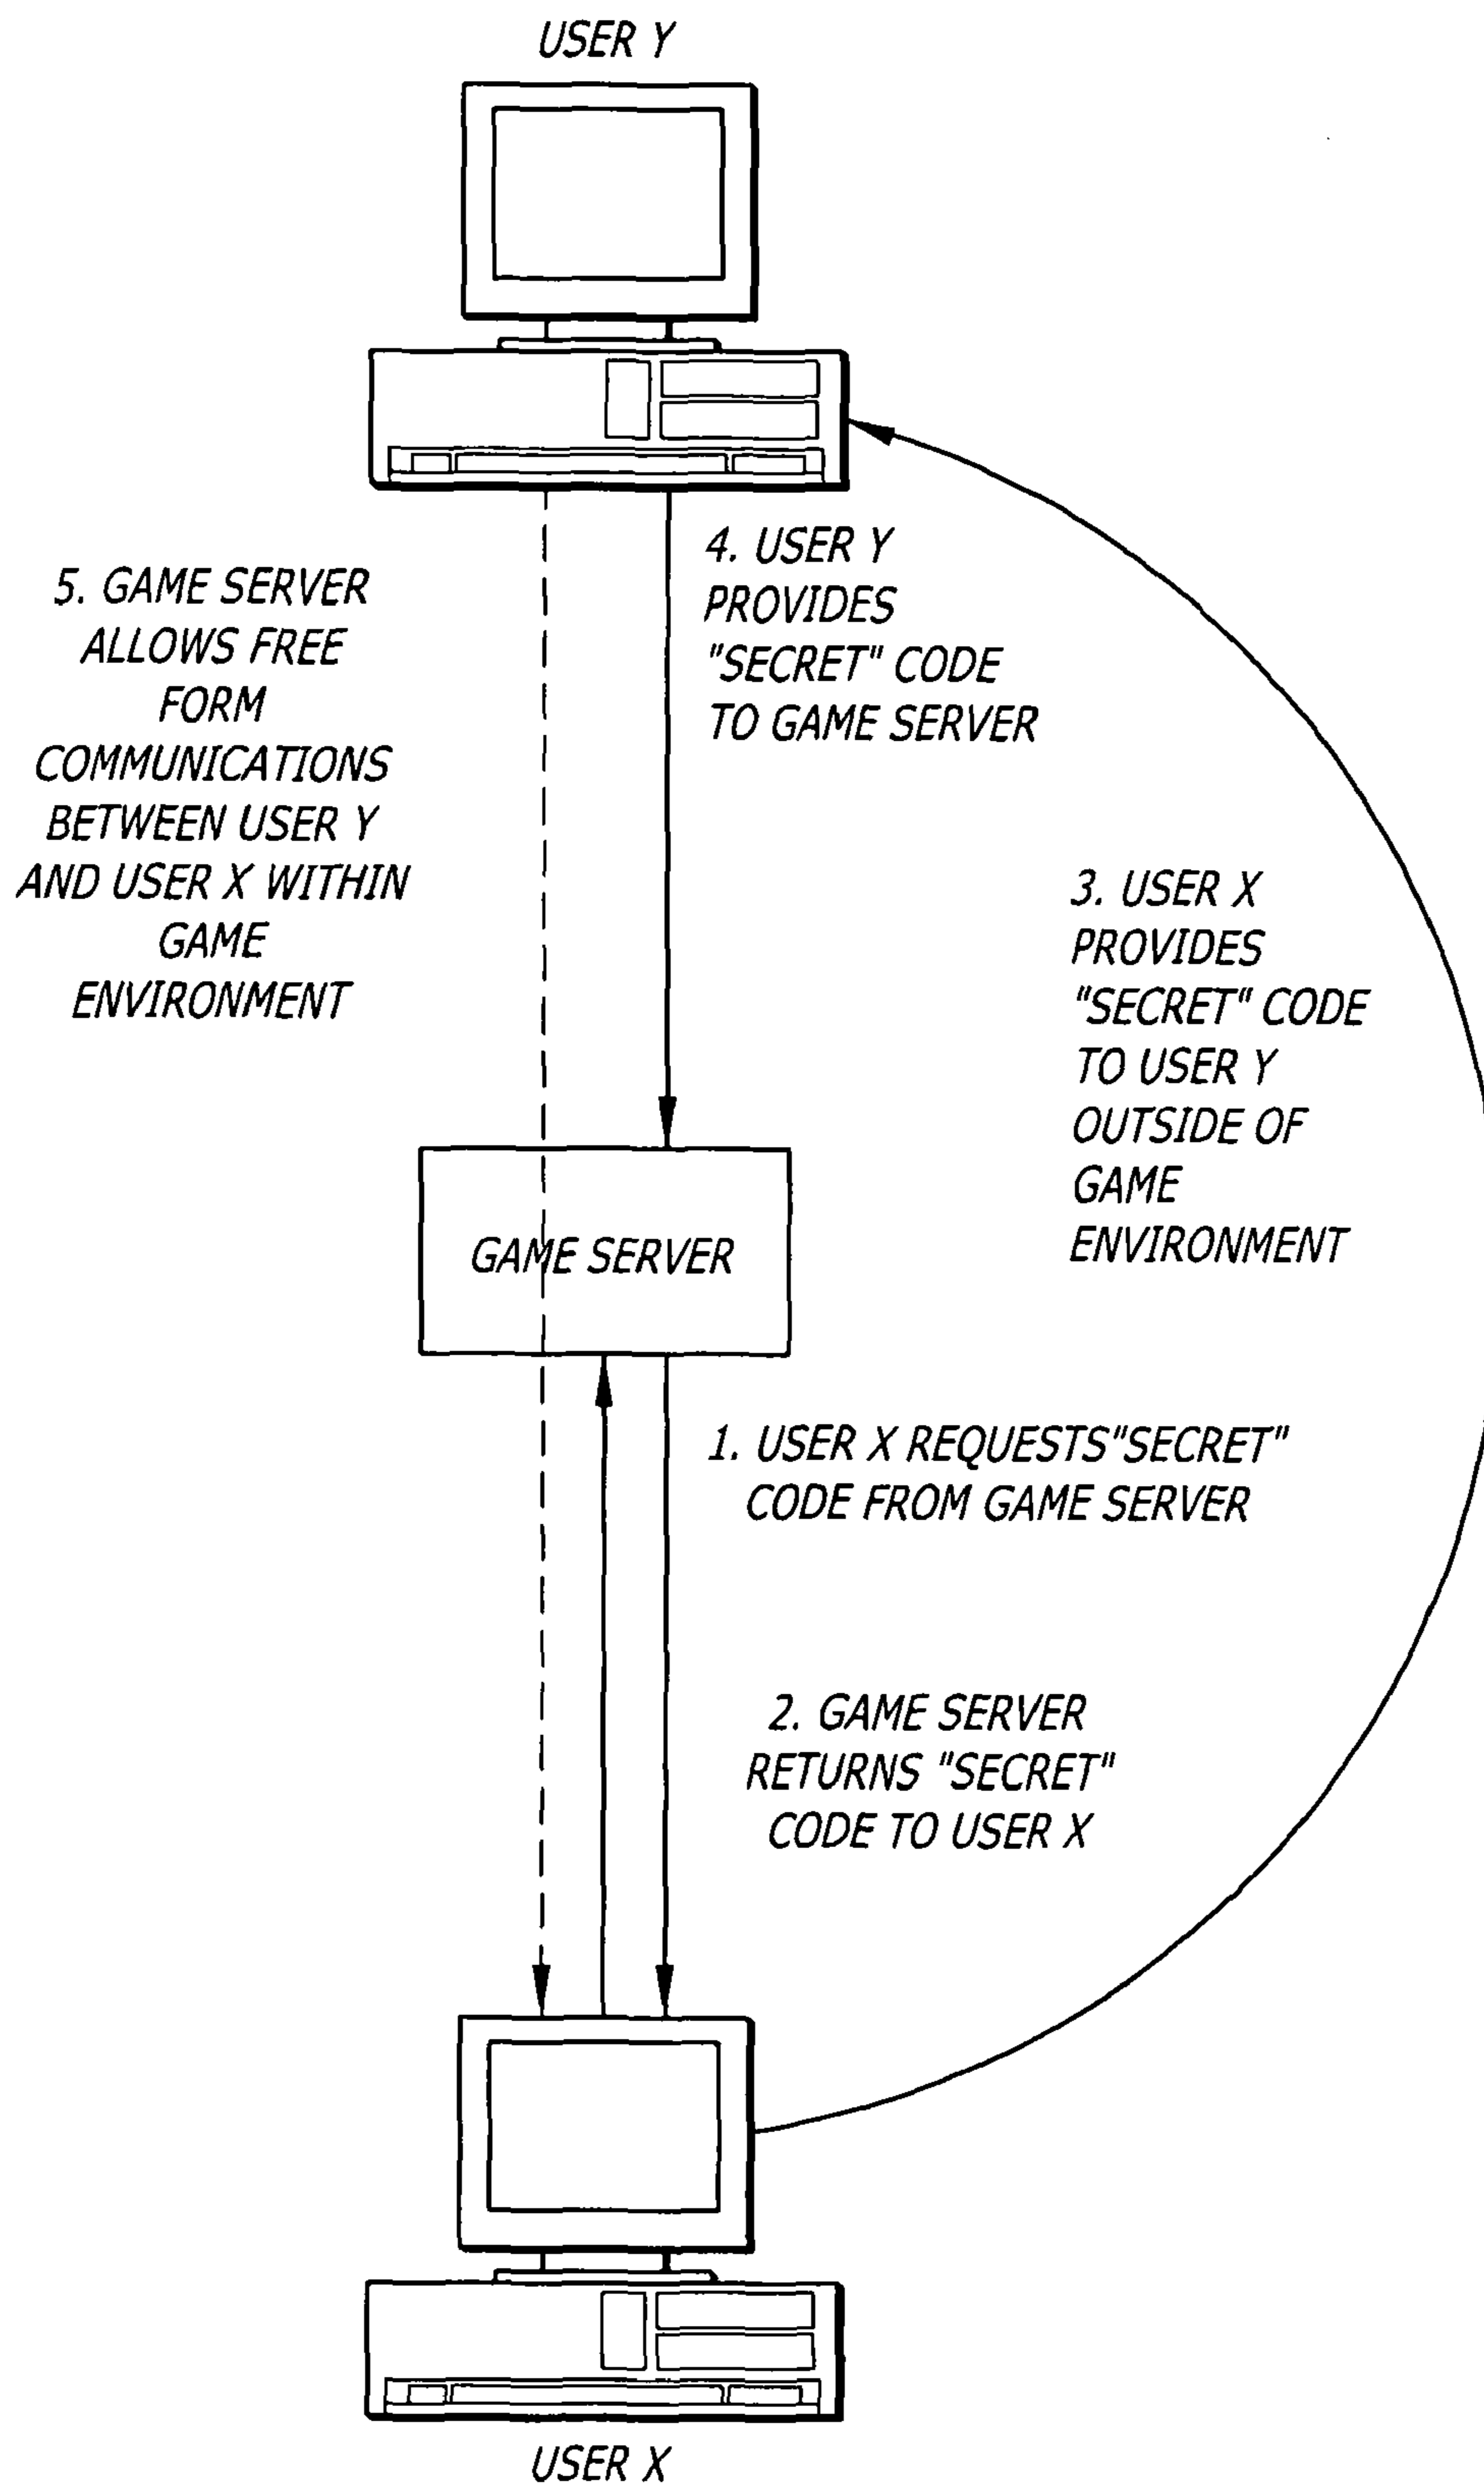 USER Y
4. USER Y
PROVIDES
"SECRET" CODE
TO GAME SERVER
5. GAME SERVER
ALLOWS FREE
FORM
COMMUNICATIONS
BETWEEN USER Y
AND USER X WITHIN
GAME
ENVIRONMENT
3. USER X
PROVIDES
"SECRET" CODE
TO USER Y
OUTSIDE OF
GAME
ENVIRONMENT
GAME SERVER
1. USER X REQUESTS"SECRET"
CODE FROM GAME SERVER
2. GAME SERVER
RETURNS "SECRET"
CODE TO USER X
USER X